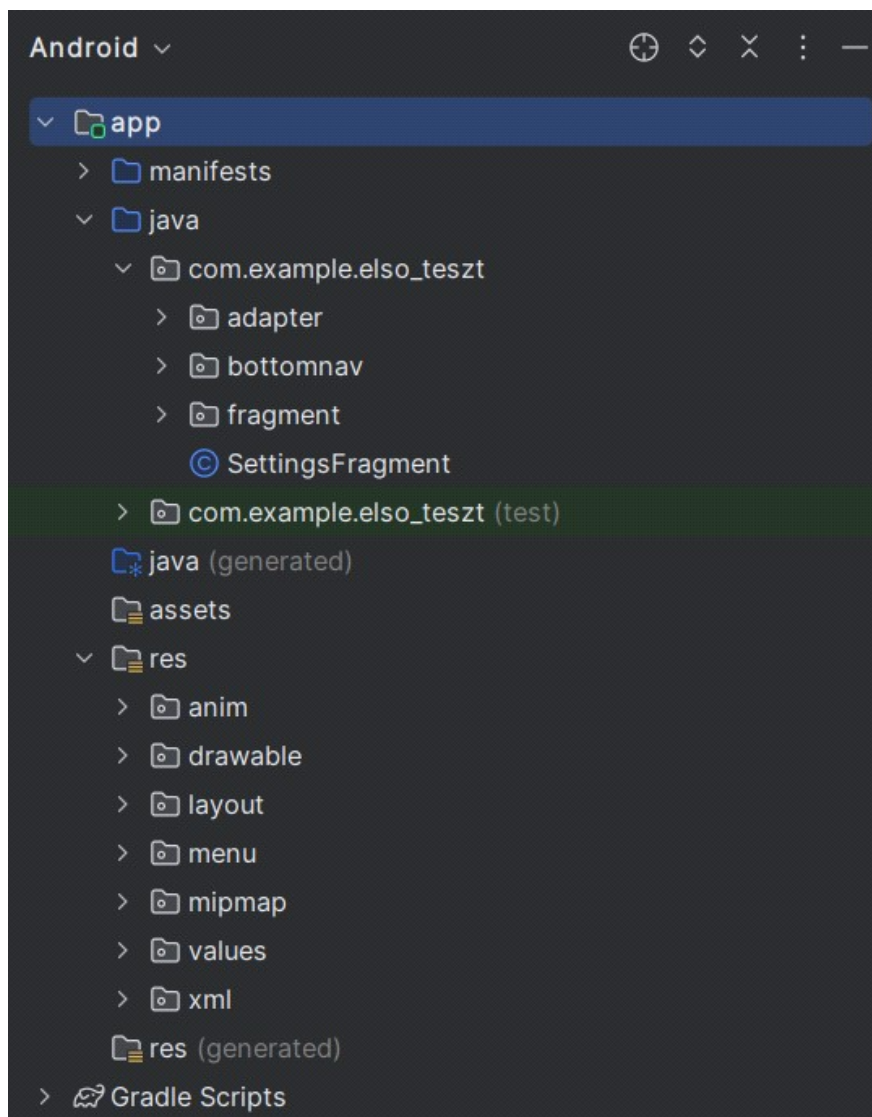 Android
app
manifests
java
com.example.elso_teszt
adapter
bottomnav
fragment
SettingsFragment
com.example.elso_teszt (test)
java (generated)
assets
res
anim
drawable
layout
menu
mipmap
values
xml
res (generated)
Gradle Scripts